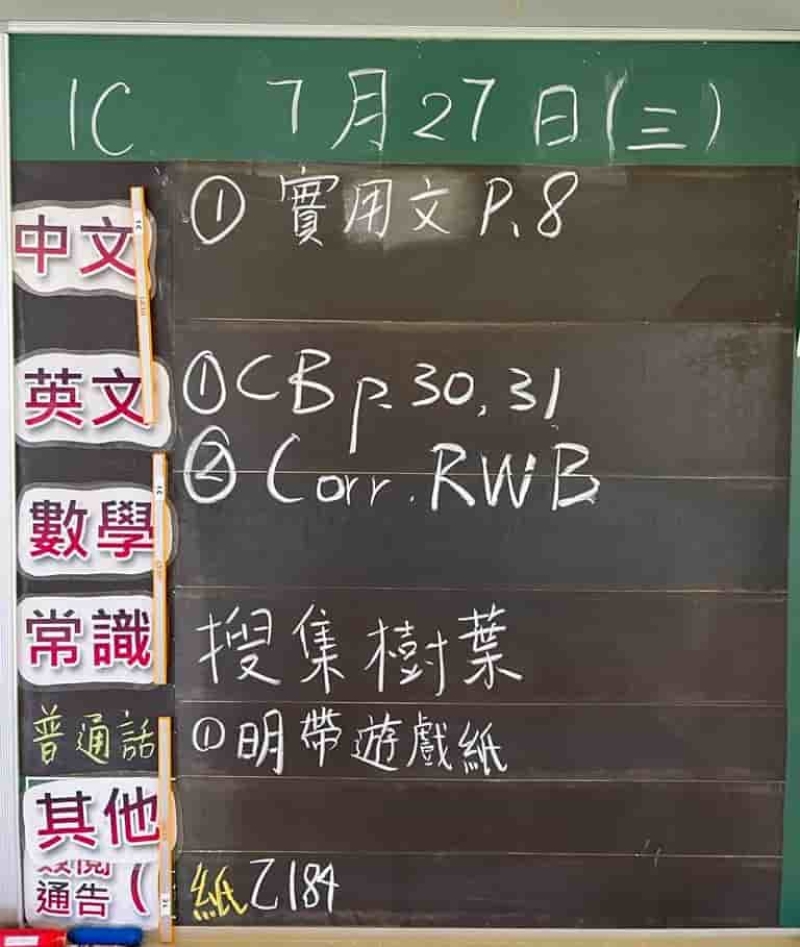 1C 7月27日(三)
中文 ① 實用文 P.8
英文 ① CB p.30, 31
② Corr. RWB
數學
常識 搜集樹葉
普通話 ① 明帶遊戲紙
其他
通告( 紙 乙184